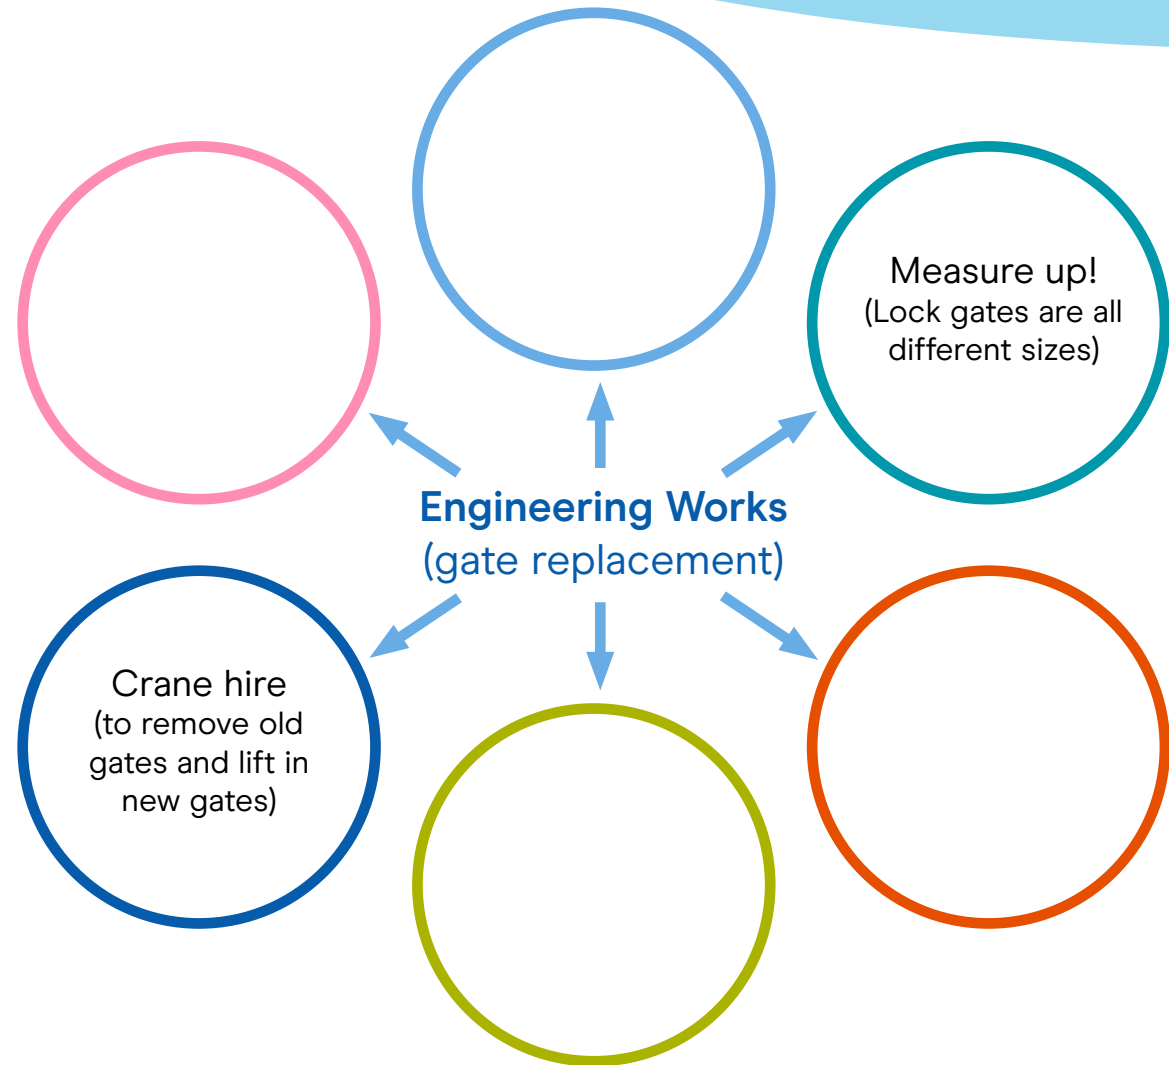 Measure up!
(Lock gates are all
different sizes)
Engineering Works
(gate replacement)
Crane hire
(to remove old
gates and lift in
new gates)